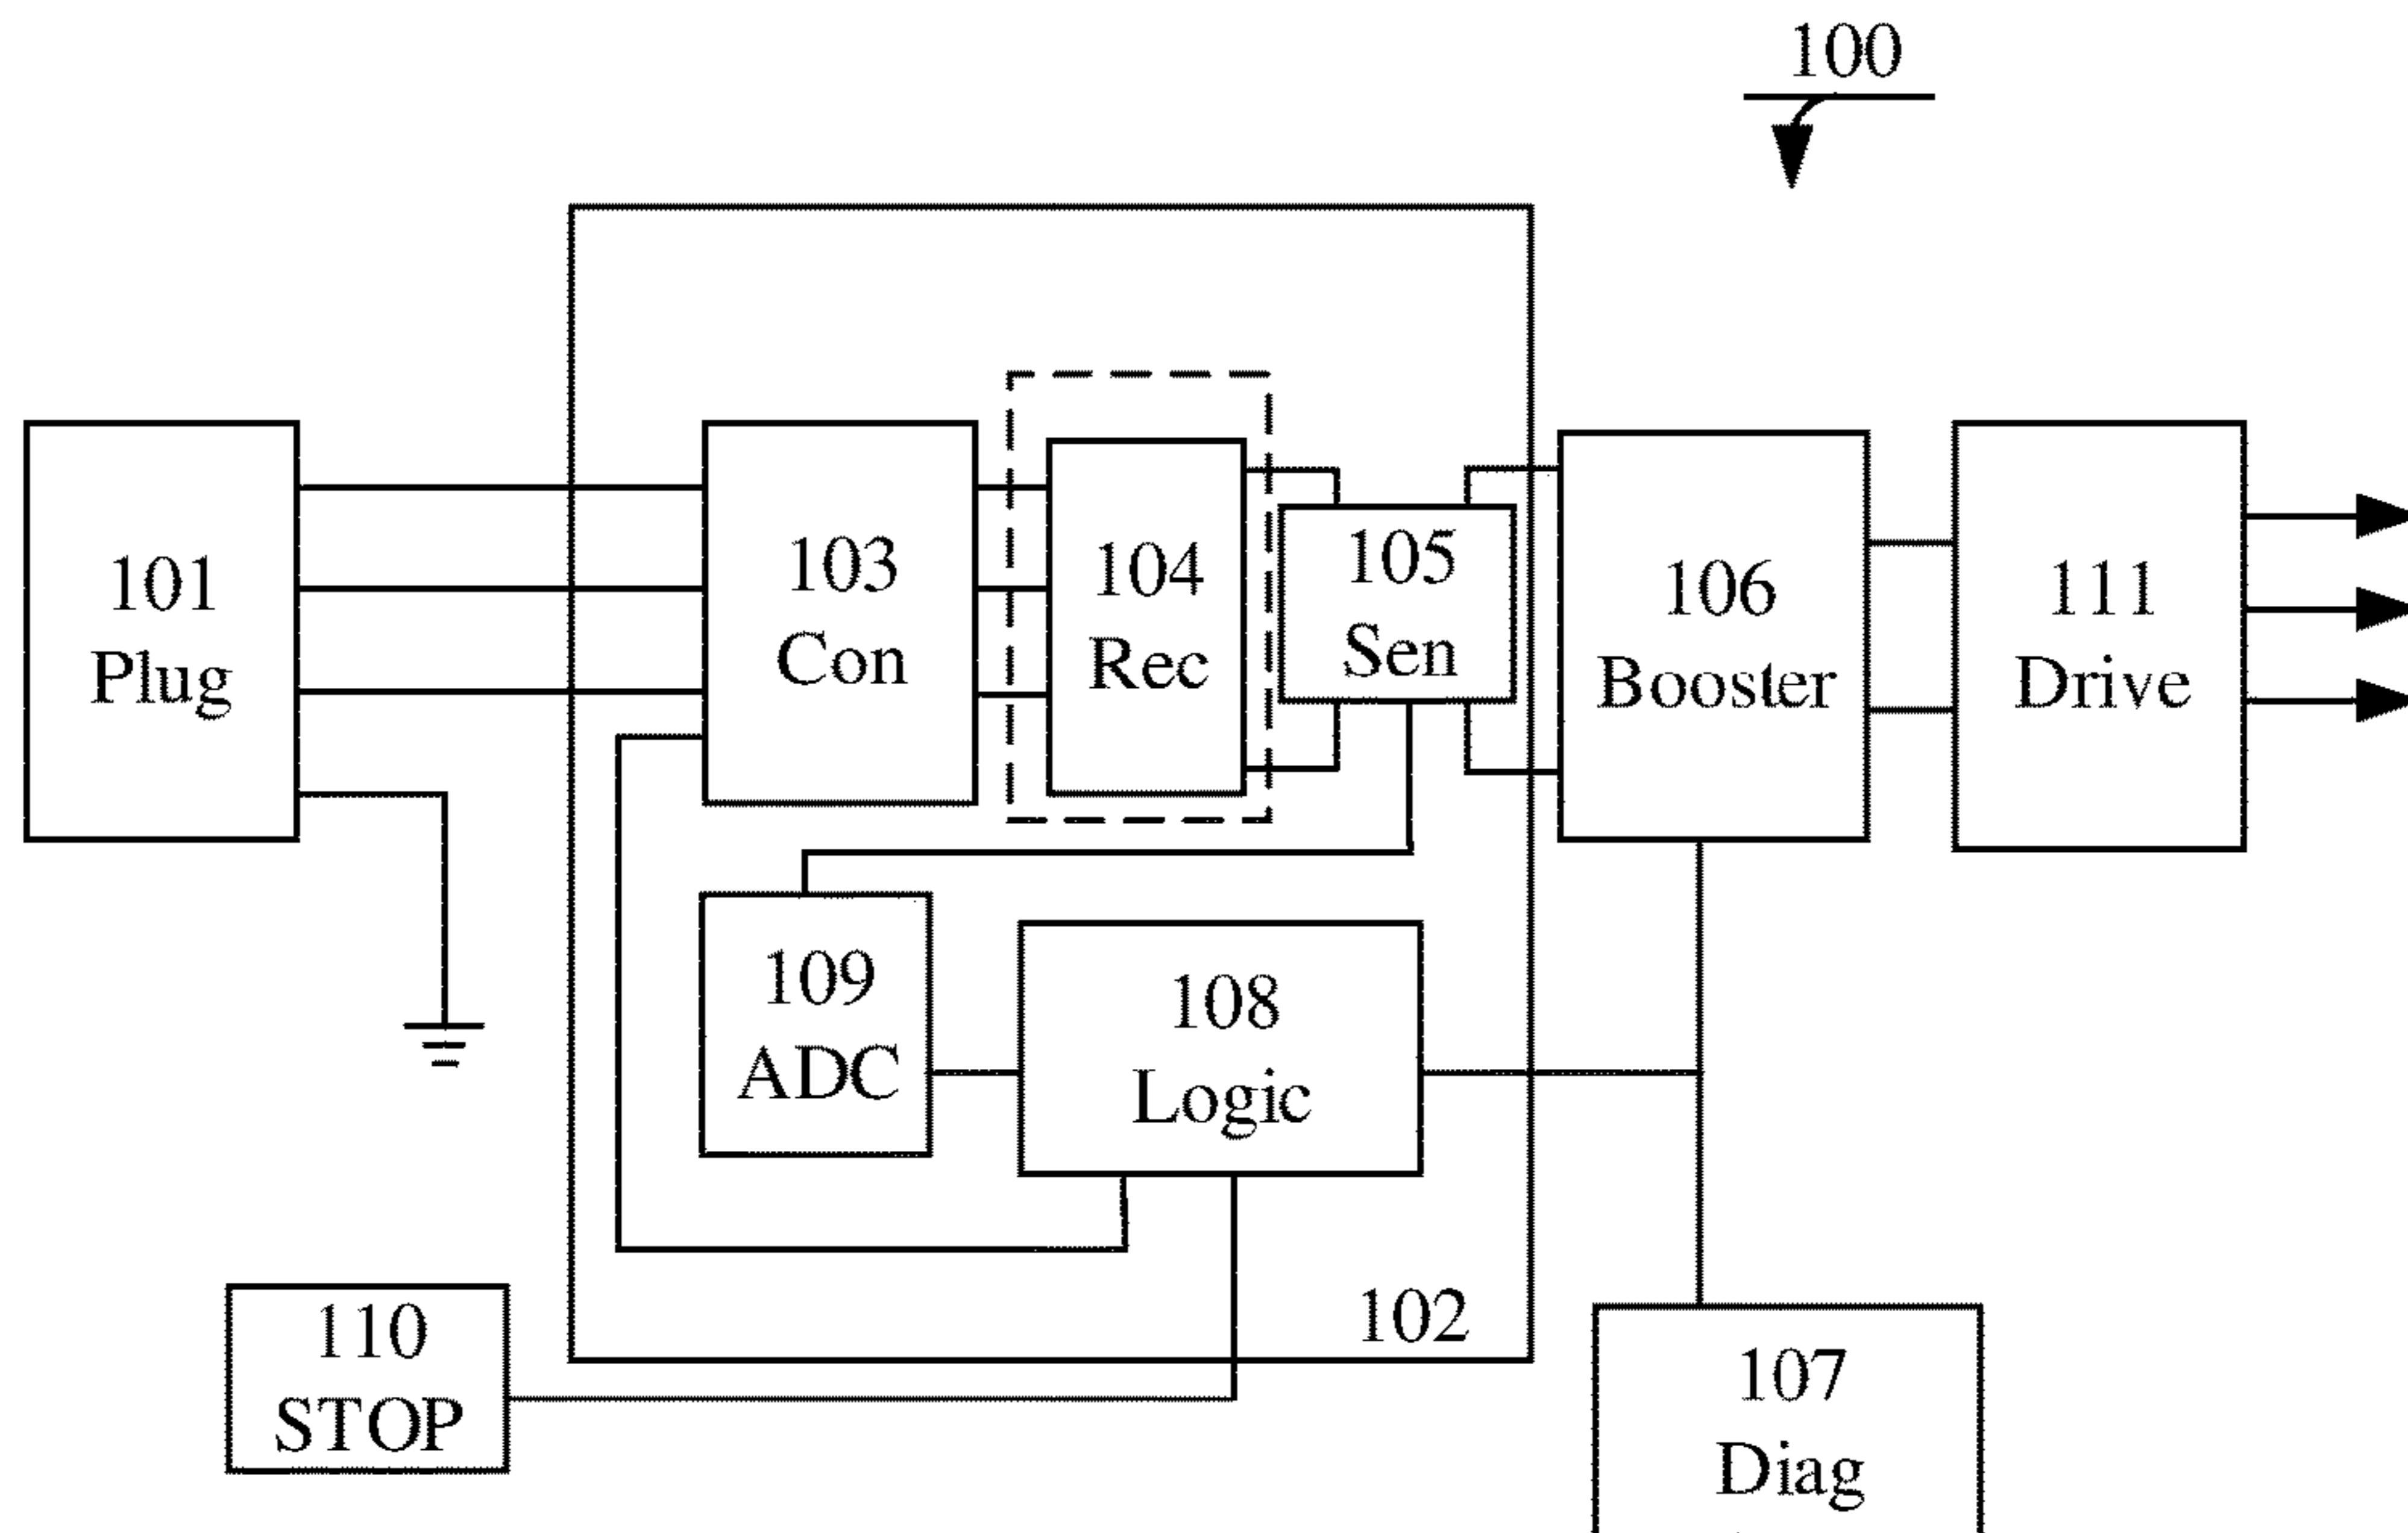 100
101
Plug
103
Con
104
Rec
105
Sen
106
Booster
111
Drive
109
ADC
108
Logic
102
110
STOP
107
Diag